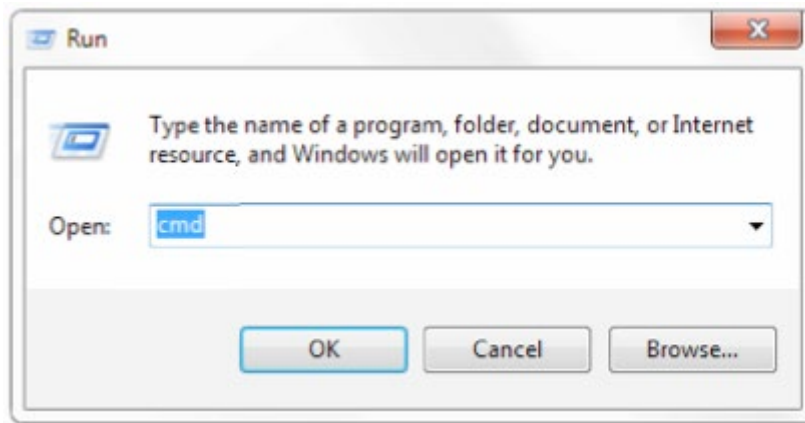 Run
Type the name of a program, folder, document, or Internet
resource, and Windows will open it for you.
Open:
cmd
OK
Cancel
Browse...